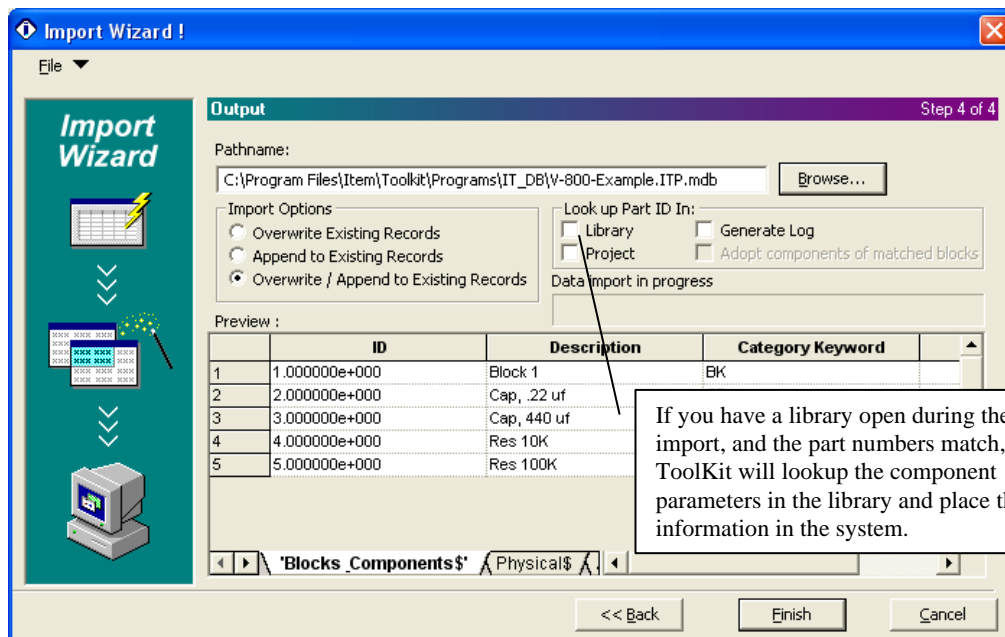 Import Wizard !
File
Import
Wizard
Output Step 4 of 4
Pathname:
C:\Program Files\Item\Toolkit\Programs\IT_DB\V-800-Example.ITP.mdb Browse...
Import Options
Overwrite Existing Records
Append to Existing Records
Overwrite / Append to Existing Records
Look up Part ID In:
Library Generate Log
Project Adopt components of matched blocks
Data import in progress
Preview :
ID Description Category Keyword
1 1.000000e+000 Block 1 BK
2 2.000000e+000 Cap, .22 uf
3 3.000000e+000 Cap, 440 uf
4 4.000000e+000 Res 10K
5 5.000000e+000 Res 100K
If you have a library open during the
import, and the part numbers match,
ToolKit will lookup the component
parameters in the library and place
information in the system.
'Blocks_Components$' Physical$
<< Back Finish Cancel